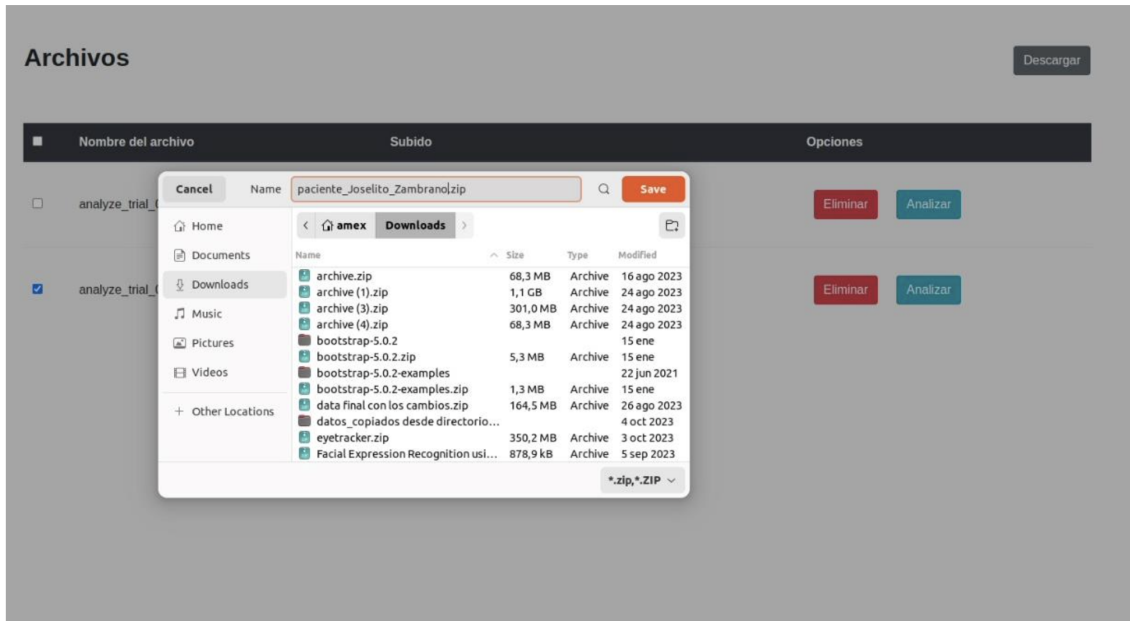 Archivos
Descargar
Nombre del archivo Subido Opciones
Cancel Name paciente_Joselito_Zambrano.zip Save
analyze_trial_ Eliminar Analizar
Home amex Downloads
Documents Name Size Type Modified
Downloads archive.zip 68,3 MB Archive 16 ago 2023
archive (1).zip 1,1 GB Archive 24 ago 2023
Music archive (3).zip 301,0 MB Archive 24 ago 2023
archive (4).zip 68,3 MB Archive 24 ago 2023
Pictures bootstrap-5.0.2 15 ene
bootstrap-5.0.2.zip 5,3 MB Archive 15 ene
Videos bootstrap-5.0.2-examples 22 jun 2021
bootstrap-5.0.2-examples.zip 1,3 MB Archive 15 ene
+ Other Locations data final con los cambios.zip 164,5 MB Archive 26 ago 2023
datos_copiados desde directorio... 4 oct 2023
eyetracker.zip 350,2 MB Archive 3 oct 2023
Facial Expression Recognition usi... 878,9 kB Archive 5 sep 2023
*.zip,*.ZIP
analyze_trial_ Eliminar Analizar